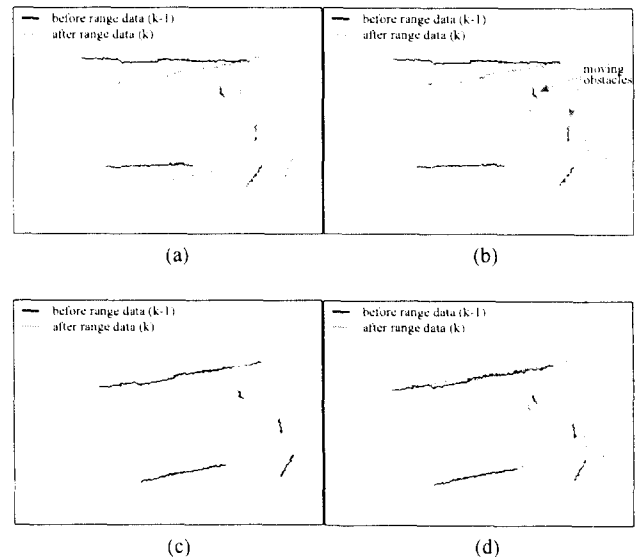 before range data (k-1)
after range data (k)
before range data (k-1)
after range data (k)
moving
obstacles
(a)
(b)
before range data (k-1)
after range data (k)
before range data (k-1)
after range data (k)
(c)
(d)